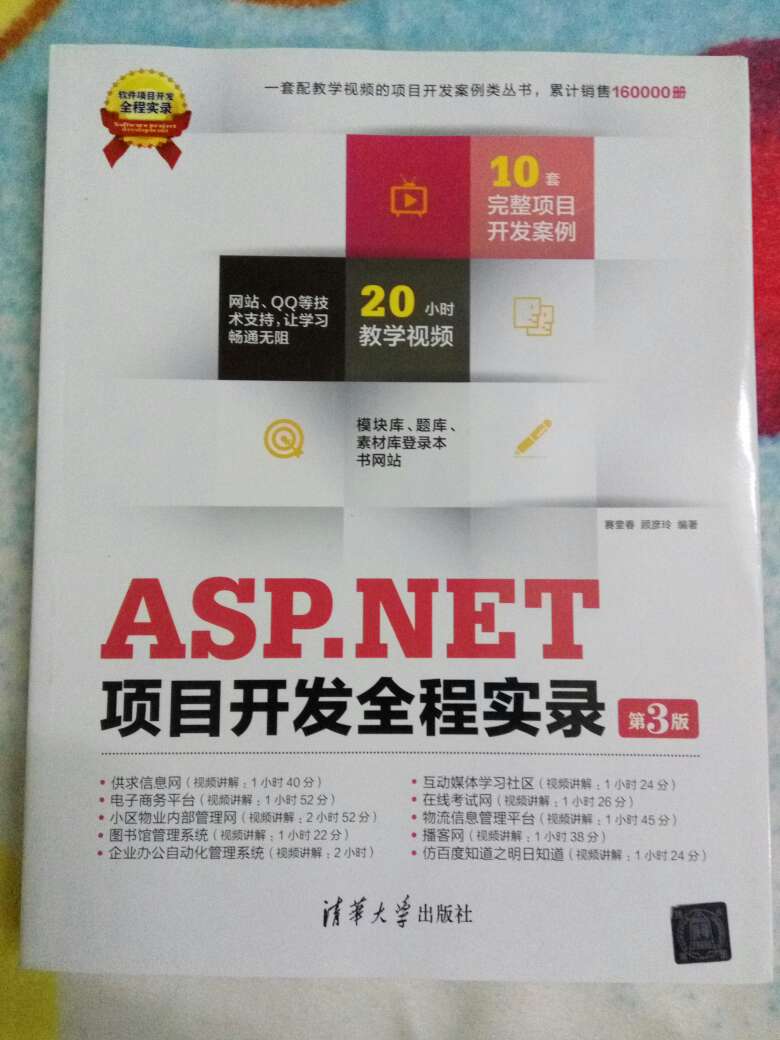 软件项目开发
全程实录
Software project
development
一套配教学视频的项目开发案例类丛书，累计销售160000册
10 套
完整项目
开发案例
网站、QQ等技
术支持，让学习
畅通无阻
20 小时
教学视频
模块库、题库、
素材库登录本
书网站
赛奎春 顾彦玲 编著
ASP.NET
项目开发全程实录 第3版
• 供求信息网（视频讲解：1小时40分）
• 电子商务平台（视频讲解：1小时52分）
• 小区物业内部管理网（视频讲解：2小时52分）
• 图书馆管理系统（视频讲解：1小时22分）
• 企业办公自动化管理系统（视频讲解：2小时）
• 互动媒体学习社区（视频讲解：1小时24分）
• 在线考试网（视频讲解：1小时26分）
• 物流信息管理平台（视频讲解：1小时45分）
• 播客网（视频讲解：1小时38分）
• 仿百度知道之明日知道（视频讲解：1小时24分）
清华大学出版社